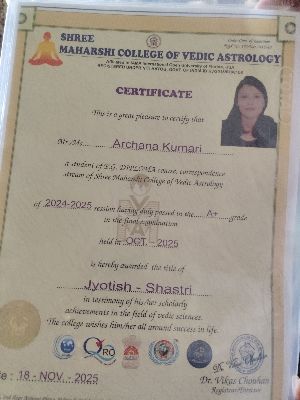 SHREE
MAHARSHI COLLEGE OF VEDIC ASTROLOGY
CERTIFICATE
This is a great pleasure to certify that
Mr./Ms. Archana Kumari
a student of P.G. DIPLOMA course, correspondence
stream of Shree Maharshi College of Vedic Astrology
of 2024-2025 session having duly passed in the A+ grade
in the final examination
held in OCT. - 2025
is hereby awarded the title of
Jyotish - Shastri
in testimony of his/her scholarly
achievements in the field of vedic sciences.
The college wishes him/her all around success in life.
QRO
Dr. Vikas Chouhan
Registrar/Director
te : 18 - NOV. - 2025